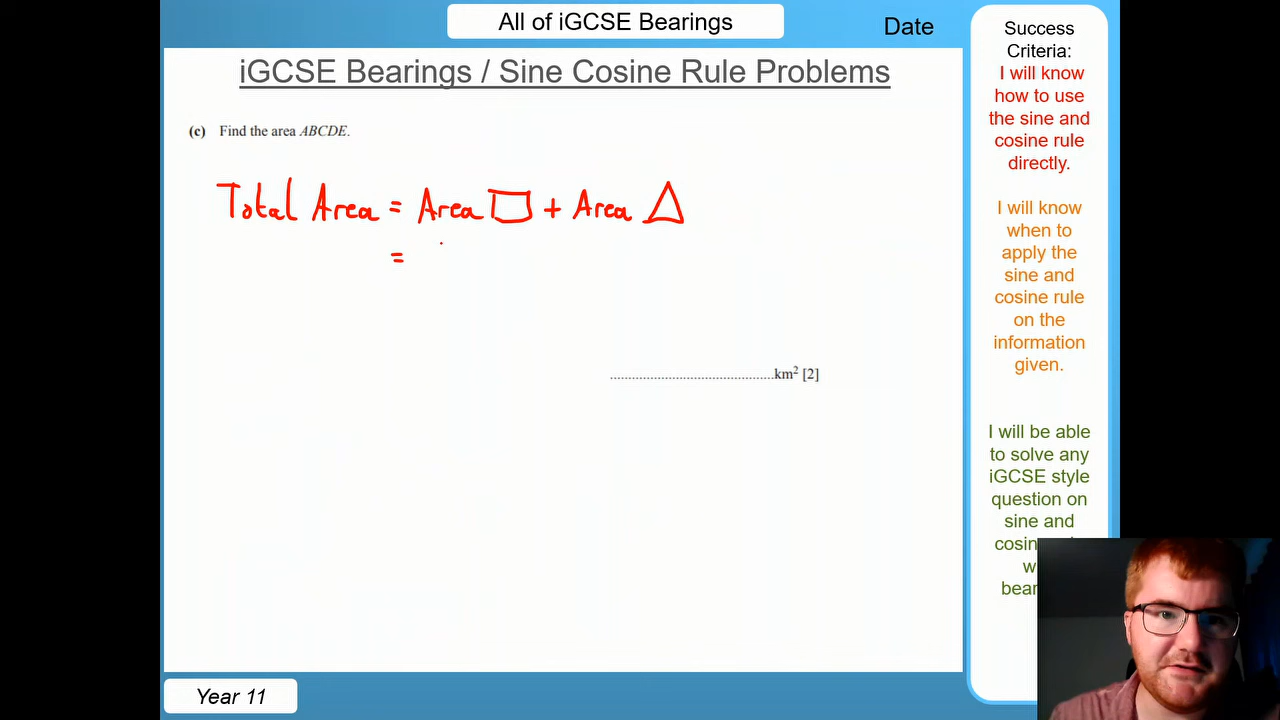 All of iGCSE Bearings
Date
iGCSE Bearings / Sine Cosine Rule Problems
(c) Find the area ABCDE.
Total Area = Area □ + Area △
=
km² [2]
Year 11
Success
Criteria:
I will know
how to use
the sine and
cosine rule
directly.
I will know
when to
apply the
sine and
cosine rule
on the
information
given.
I will be able
to solve any
iGCSE style
question on
sine and